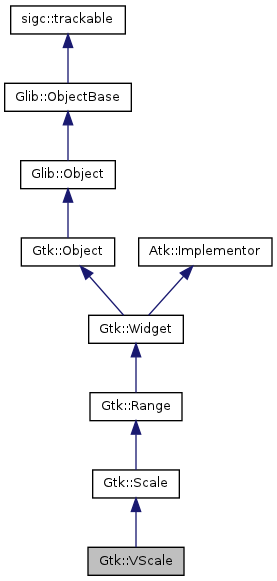 sigc::trackable
Glib::ObjectBase
Glib::Object
Gtk::Object
Atk::Implementor
Gtk::Widget
Gtk::Range
Gtk::Scale
Gtk::VScale